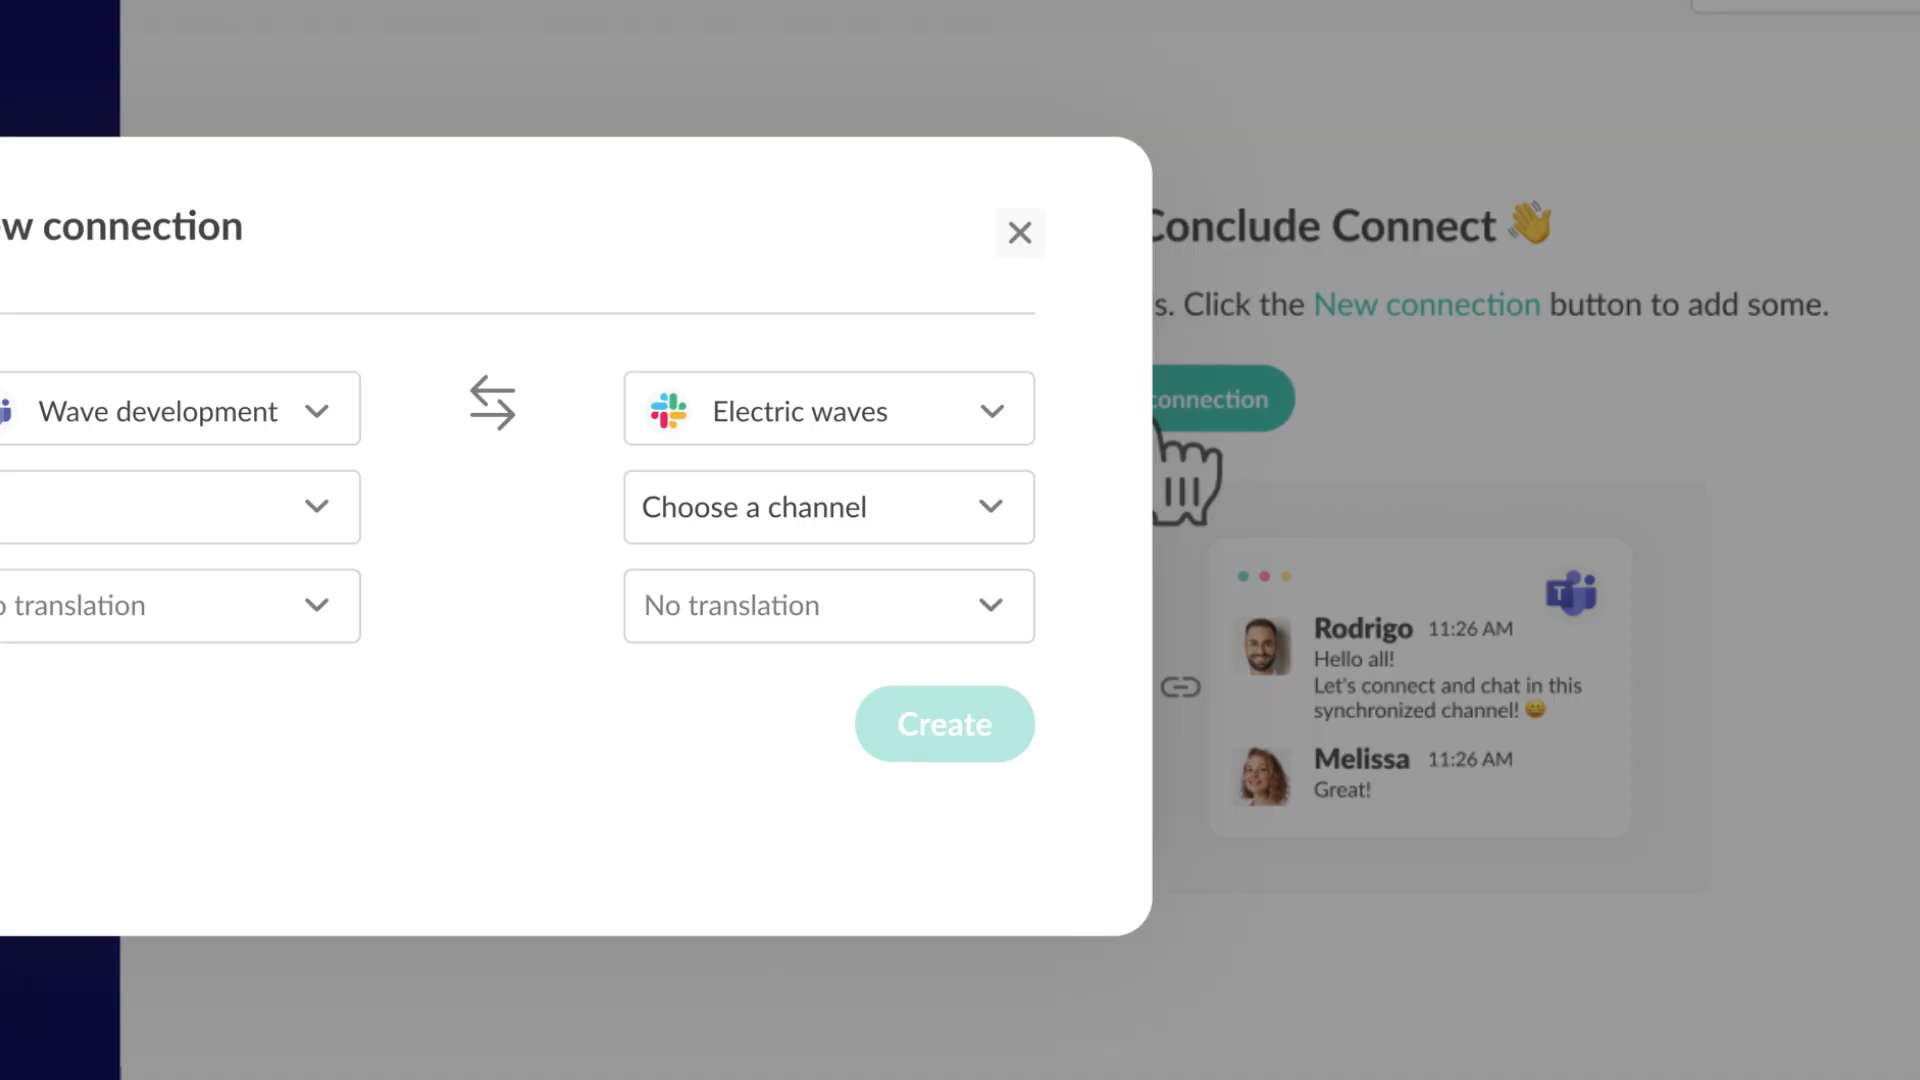 w connection
Conclude Connect 👋
s. Click the New connection button to add some.
connection
Wave development
Electric waves
Choose a channel
translation
No translation
Create
T
Rodrigo 11:26 AM
Hello all!
Let's connect and chat in this
synchronized channel! 😄
Melissa 11:26 AM
Great!